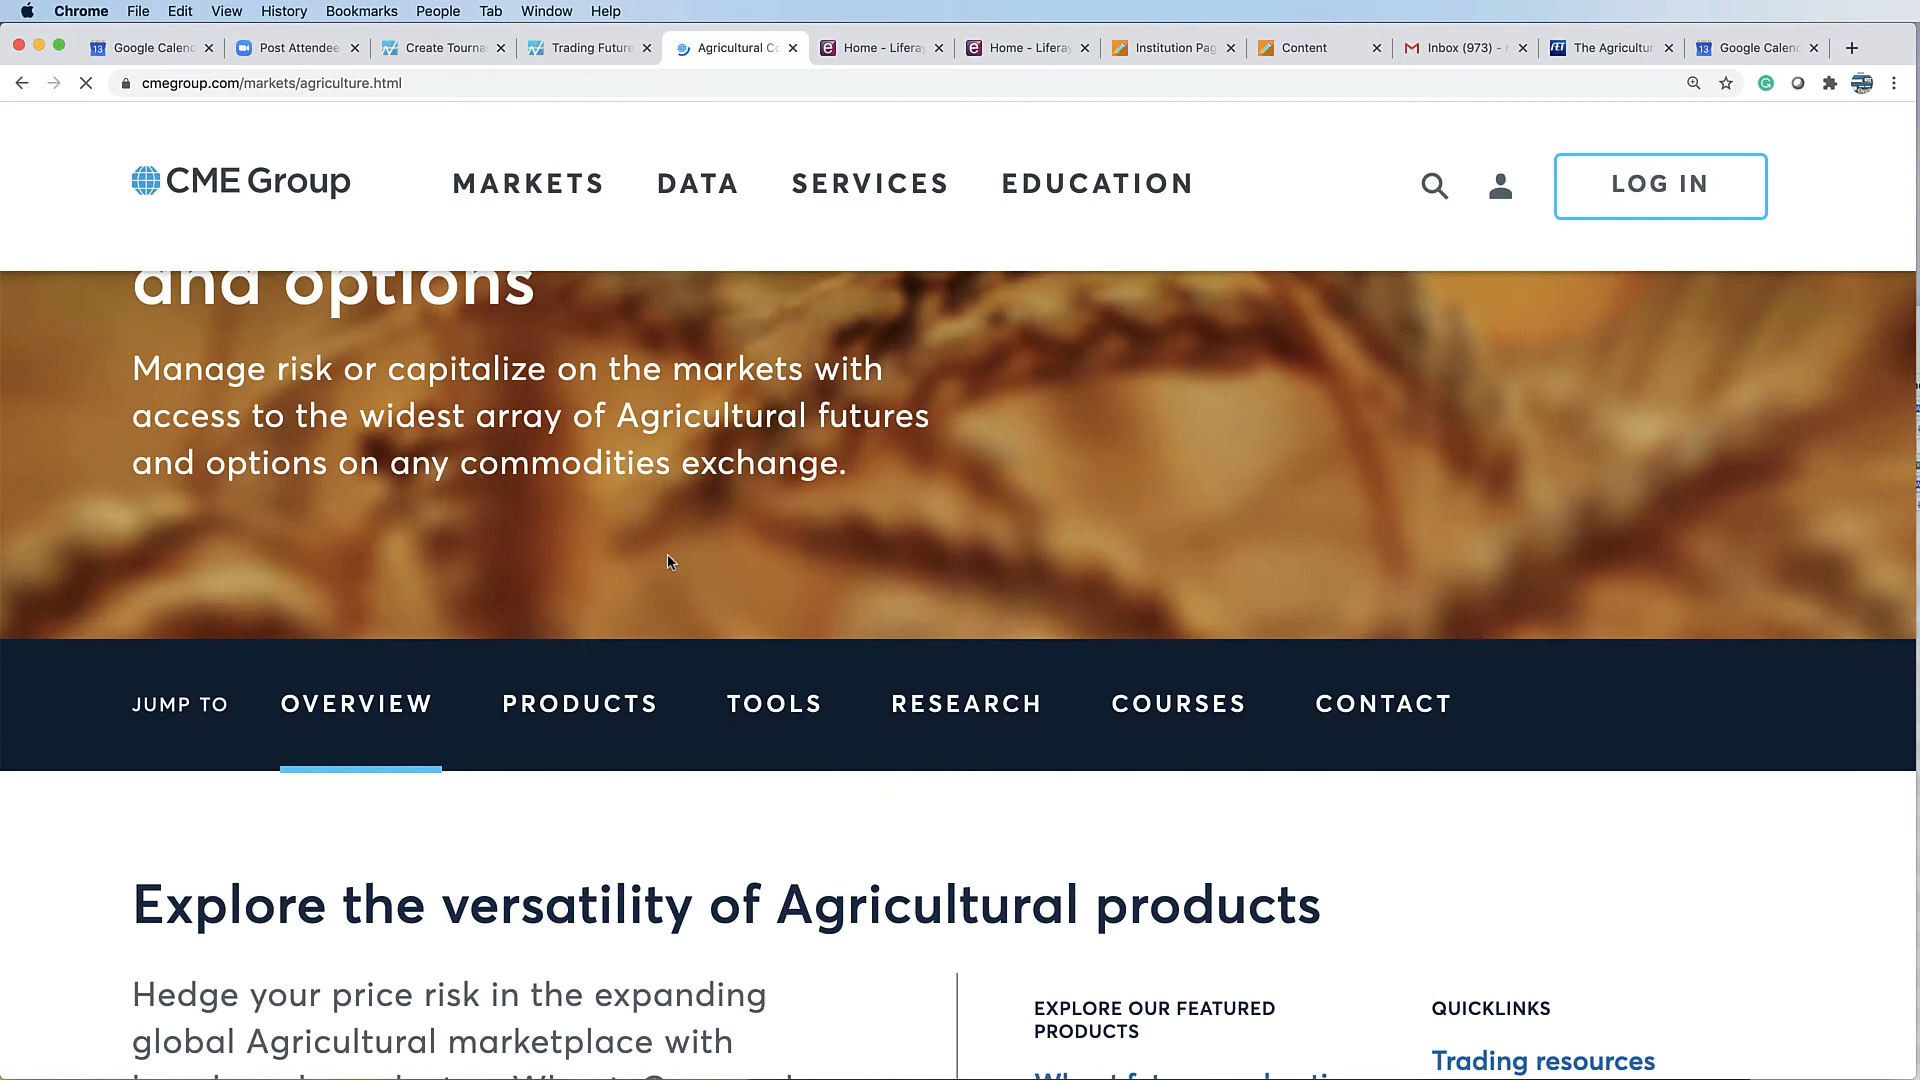 Chrome File Edit View History Bookmarks People Tab Window Help
Google Calen Post Attendee Create Tourna Trading Future Agricultural Co Home - Liferay Home - Liferay Institution Pag Content Inbox (973) - The Agricultur Google Calen
cmegroup.com/markets/agriculture.html
CME Group MARKETS DATA SERVICES EDUCATION LOG IN
and options
Manage risk or capitalize on the markets with
access to the widest array of Agricultural futures
and options on any commodities exchange.
JUMP TO OVERVIEW PRODUCTS TOOLS RESEARCH COURSES CONTACT
Explore the versatility of Agricultural products
Hedge your price risk in the expanding
global Agricultural marketplace with
EXPLORE OUR FEATURED
PRODUCTS
QUICKLINKS
Trading resources